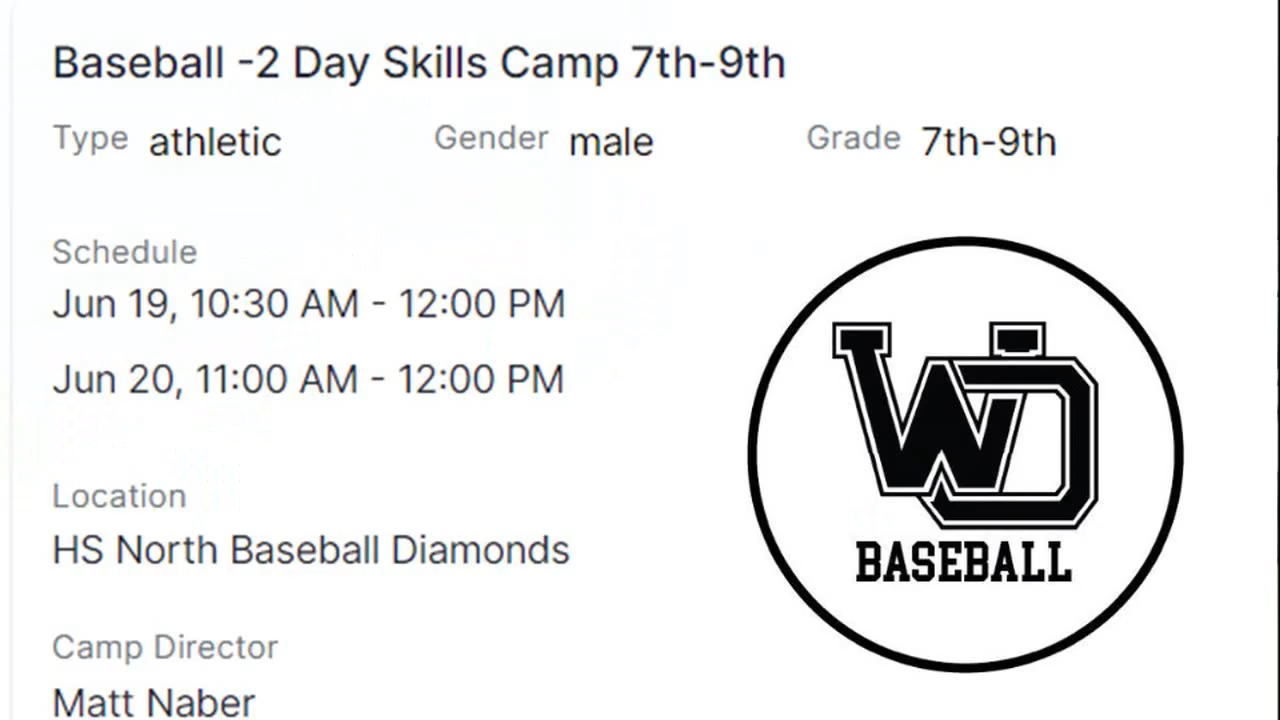 Baseball -2 Day Skills Camp 7th-9th
Type athletic Gender male Grade 7th-9th
Schedule
Jun 19, 10:30 AM - 12:00 PM
Jun 20, 11:00 AM - 12:00 PM
Location
HS North Baseball Diamonds
Camp Director
Matt Naber
WO
BASEBALL